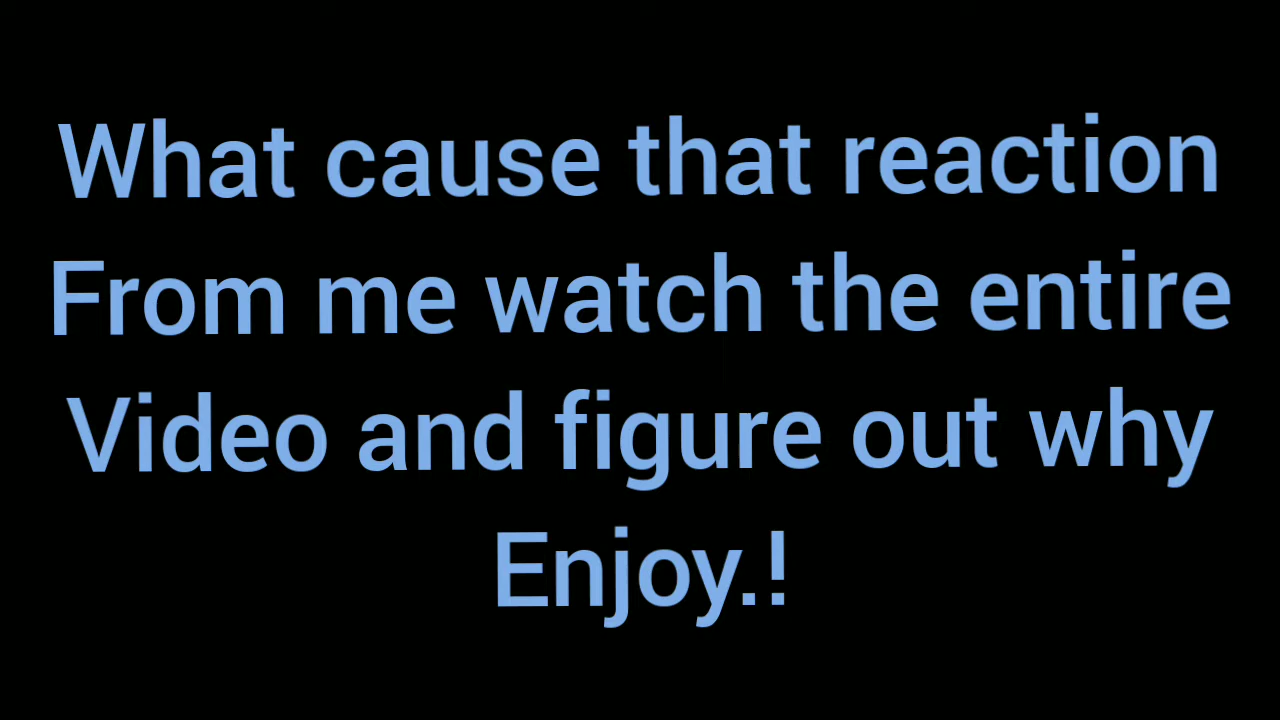 What cause that reaction
From me watch the entire
Video and figure out why
Enjoy.!